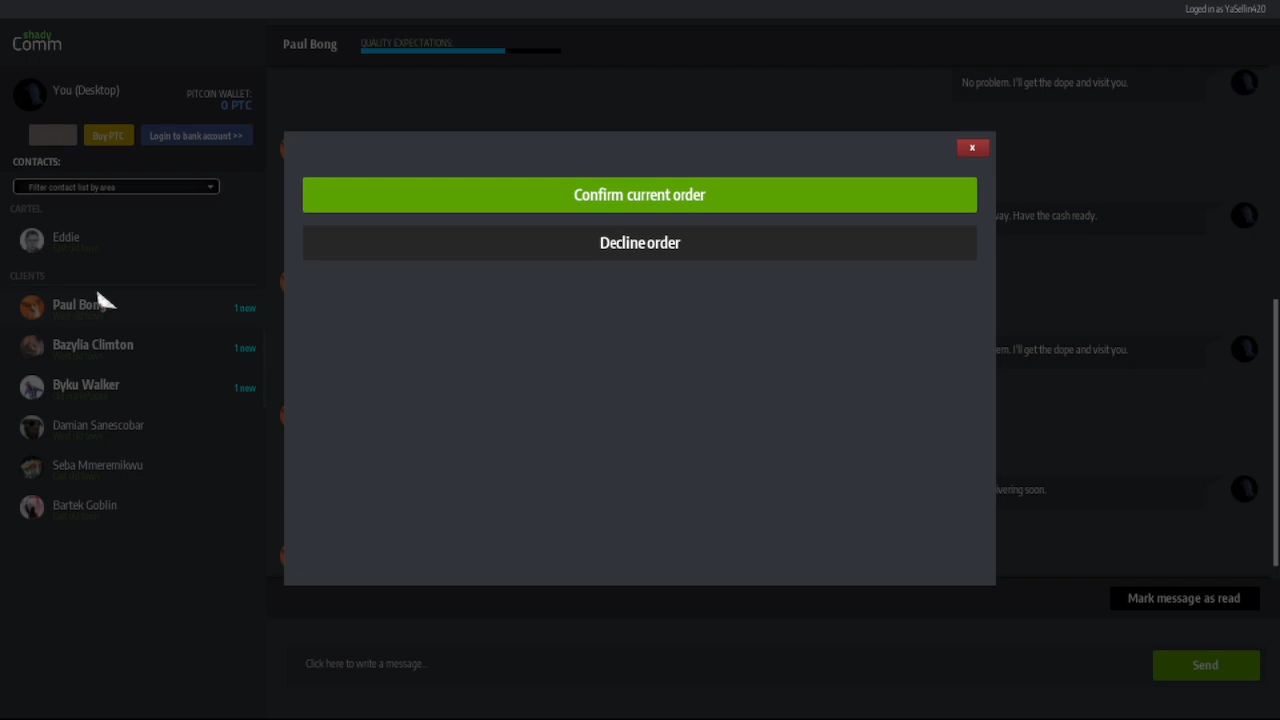 Loged in as YaSellin420
shady
Comm
Paul Bong
QUALITY EXPECTATIONS:
No problem. I'll get the dope and visit you.
You (Desktop)
PITCOIN WALLET:
0 PTC
Buy PTC
Login to bank account >>
x
CONTACTS:
Filter contact list by area
Confirm current order
CARTEL
Eddie
Have the cash ready.
Decline order
CLIENTS
Paul Bong
1 new
Bazylia Climton
1 new
I'll get the dope and visit you.
Byku Walker
1 new
Damian Sanescobar
Seba Mmeremikwu
soon.
Bartek Goblin
Mark message as read
Click here to write a message...
Send